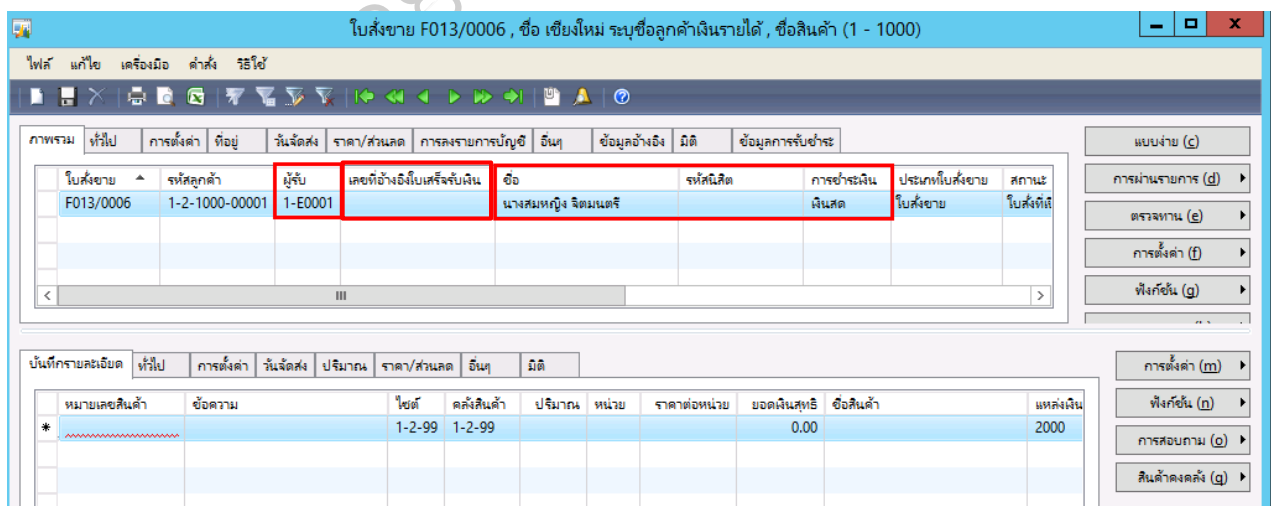 ใบสั่งขาย F013/0006 , ชื่อ เชียงใหม่ ระบุชื่อลูกค้าเงินรายได้ , ชื่อสินค้า (1 - 1000)
ไฟล์ แก้ไข เครื่องมือ คำสั่ง วิธีใช้
ภาพรวม ทั่วไป การตั้งค่า ที่อยู่ วันจัดส่ง ราคา/ส่วนลด การลงรายการบัญชี อื่นๆ ข้อมูลอ้างอิง มิติ ข้อมูลการรับชำระ
แบบง่าย (c)
ใบสั่งขาย รหัสลูกค้า ผู้รับ เลขที่อ้างอิงใบเสร็จรับเงิน ชื่อ รหัสนิสิต การชำระเงิน ประเภทใบสั่งขาย สถานะ
การผ่านรายการ (d)
F013/0006 1-2-1000-00001 1-E0001 นางสมหญิง จิตมนตรี เงินสด ใบสั่งขาย
ตรวจทาน (e)
การตั้งค่า (f)
ฟังก์ชัน (g)
บันทึกรายละเอียด ทั่วไป การตั้งค่า วันจัดส่ง ปริมาณ ราคา/ส่วนลด อื่นๆ มิติ
การตั้งค่า (m)
หมายเลขสินค้า ข้อความ ไซต์ คลังสินค้า ปริมาณ หน่วย ราคาต่อหน่วย ยอดเงินสุทธิ ชื่อสินค้า แหล่งเงิน
ฟังก์ชัน (n)
1-2-99 1-2-99 0.00 2000
การสอบถาม (o)
สินค้าคงคลัง (q)